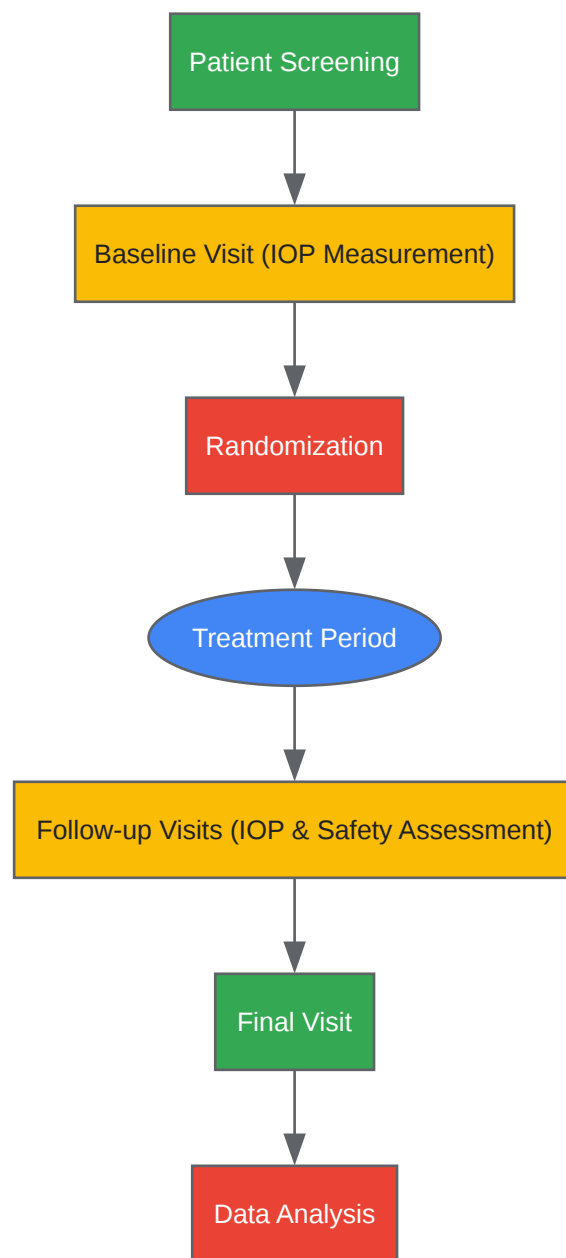 Patient Screening
Baseline Visit (IOP Measurement)
Randomization
Treatment Period
Follow-up Visits (IOP & Safety Assessment)
Final Visit
Data Analysis